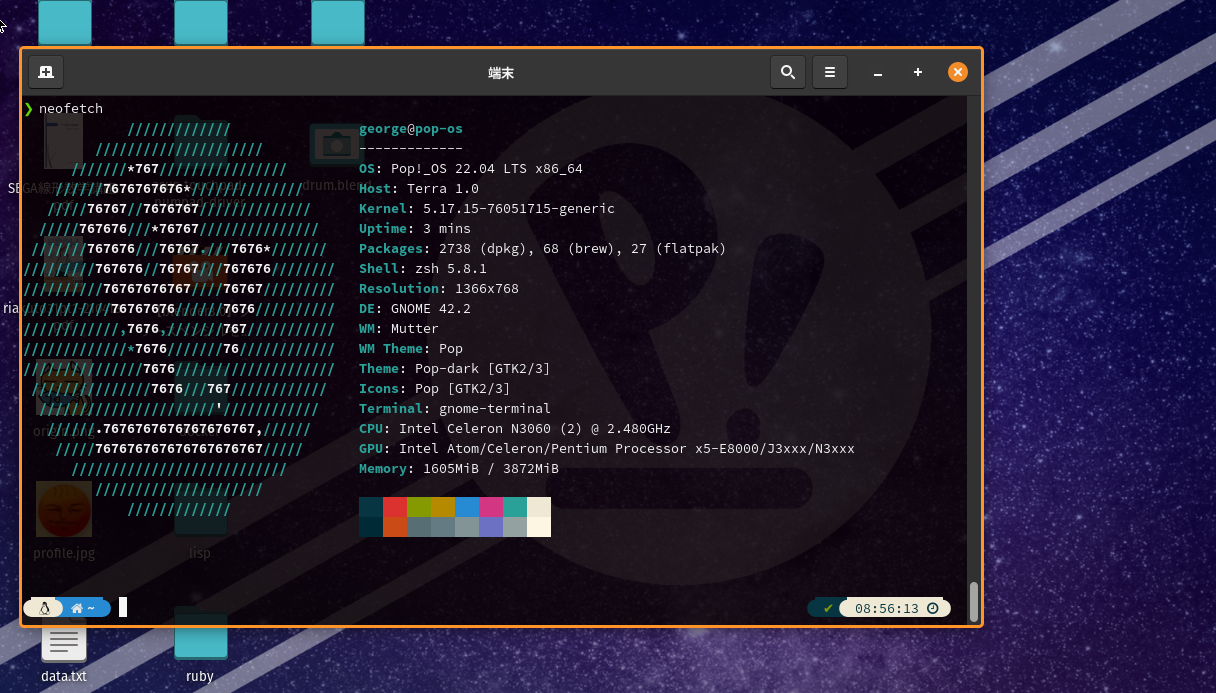 端末
❯ neofetch
/////////////
/////////////////////
///////*767////////////////
//////7676767676*//////////////
/////76767//7676767//////////////
/////767676///*76767///////////////
///////767676///76767.///7676*///////
/////////767676//76767///767676////////
//////////76767676767////76767/////////
///////////76767676//////7676//////////
////////////,7676,///////767///////////
/////////////*7676///////76////////////
///////////////7676////////////////////
///////////////7676///767////////////
//////////////////////'////////////
//////.7676767676767676767,//////
/////767676767676767676767/////
///////////////////////////
/////////////////////
/////////////
george@pop-os
-------------
OS: Pop!_OS 22.04 LTS x86_64
Host: Terra 1.0
Kernel: 5.17.15-76051715-generic
Uptime: 3 mins
Packages: 2738 (dpkg), 68 (brew), 27 (flatpak)
Shell: zsh 5.8.1
Resolution: 1366x768
DE: GNOME 42.2
WM: Mutter
WM Theme: Pop
Theme: Pop-dark [GTK2/3]
Icons: Pop [GTK2/3]
Terminal: gnome-terminal
CPU: Intel Celeron N3060 (2) @ 2.480GHz
GPU: Intel Atom/Celeron/Pentium Processor x5-E8000/J3xxx/N3xxx
Memory: 1605MiB / 3872MiB
drum.blend
profile.jpg
lisp
~
✔ 08:56:13
data.txt
ruby